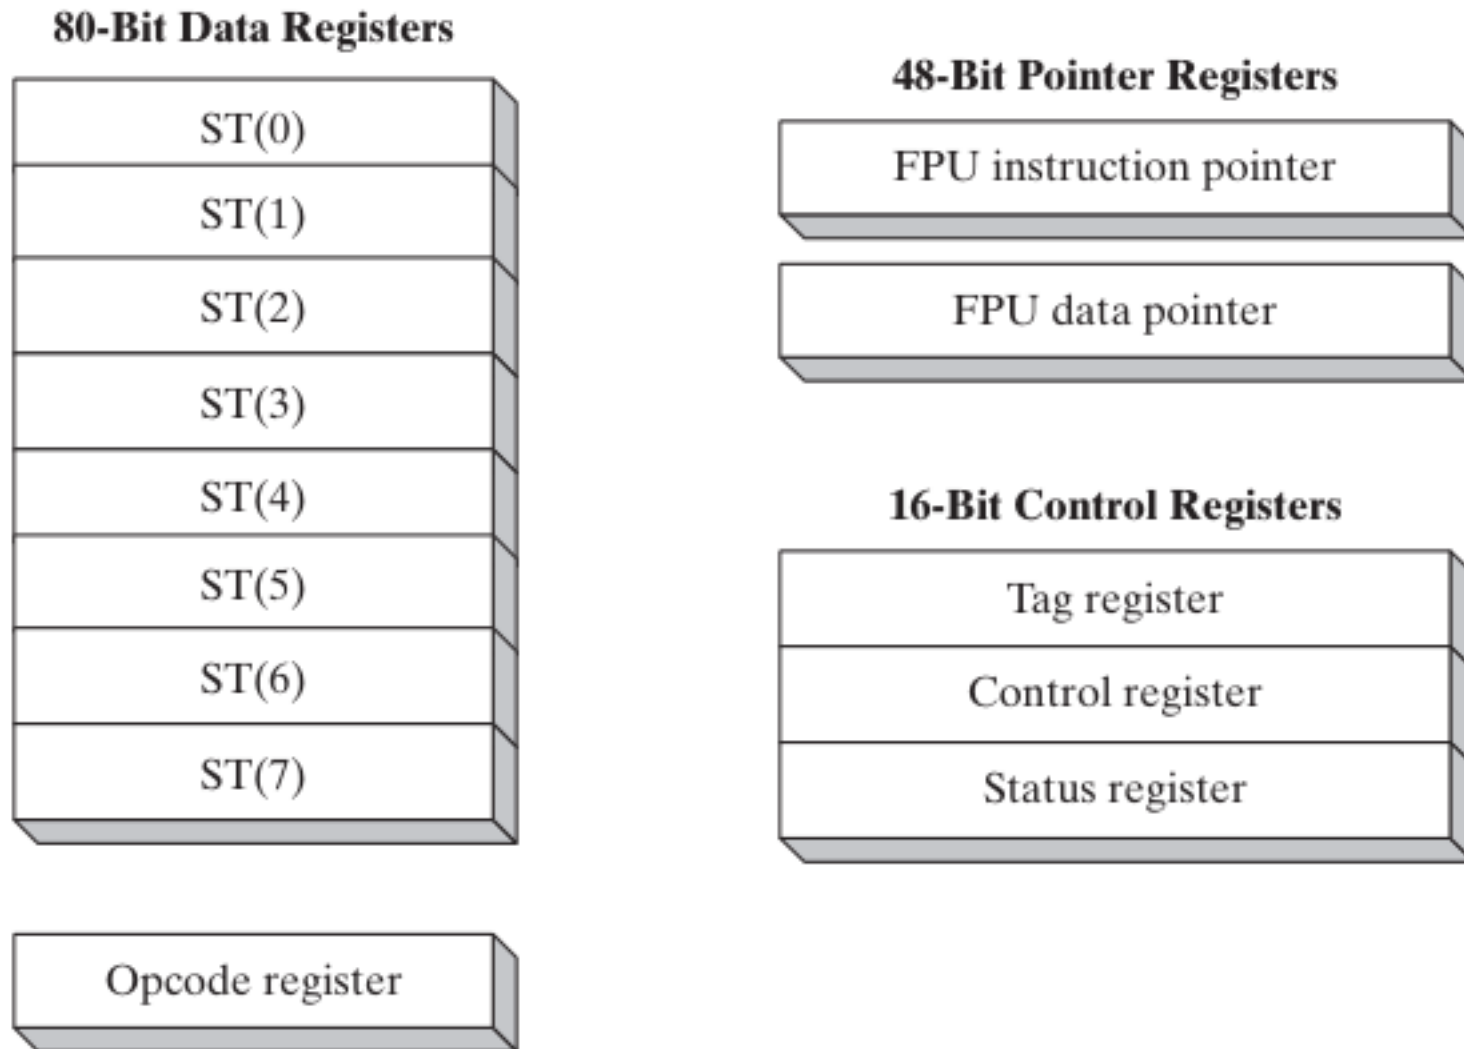 80-Bit Data Registers
ST(0)
ST(1)
ST(2)
ST(3)
ST(4)
ST(5)
ST(6)
ST(7)
Opcode register
48-Bit Pointer Registers
FPU instruction pointer
FPU data pointer
16-Bit Control Registers
Tag register
Control register
Status register